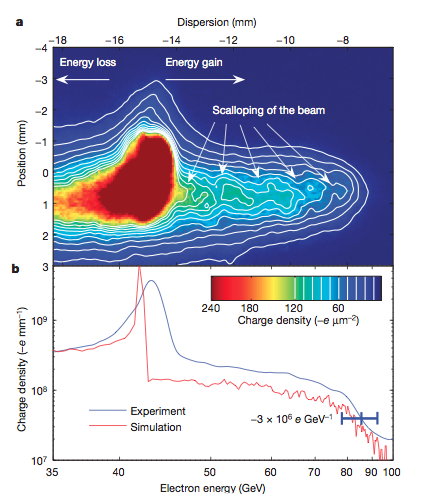 a
Dispersion (mm)
−18 −16 −14 −12 −10 −8
Energy loss Energy gain
Scalloping of the beam
Position (mm)
−4
−3
−2
−1
0
1
2
3
b
240 180 120 60
Charge density (−e µm⁻²)
Charge density (−e mm⁻¹)
10⁹
10⁸
10⁷
Experiment
Simulation
~3 × 10⁶ e GeV⁻¹
35 40 50 60 70 80 90 100
Electron energy (GeV)